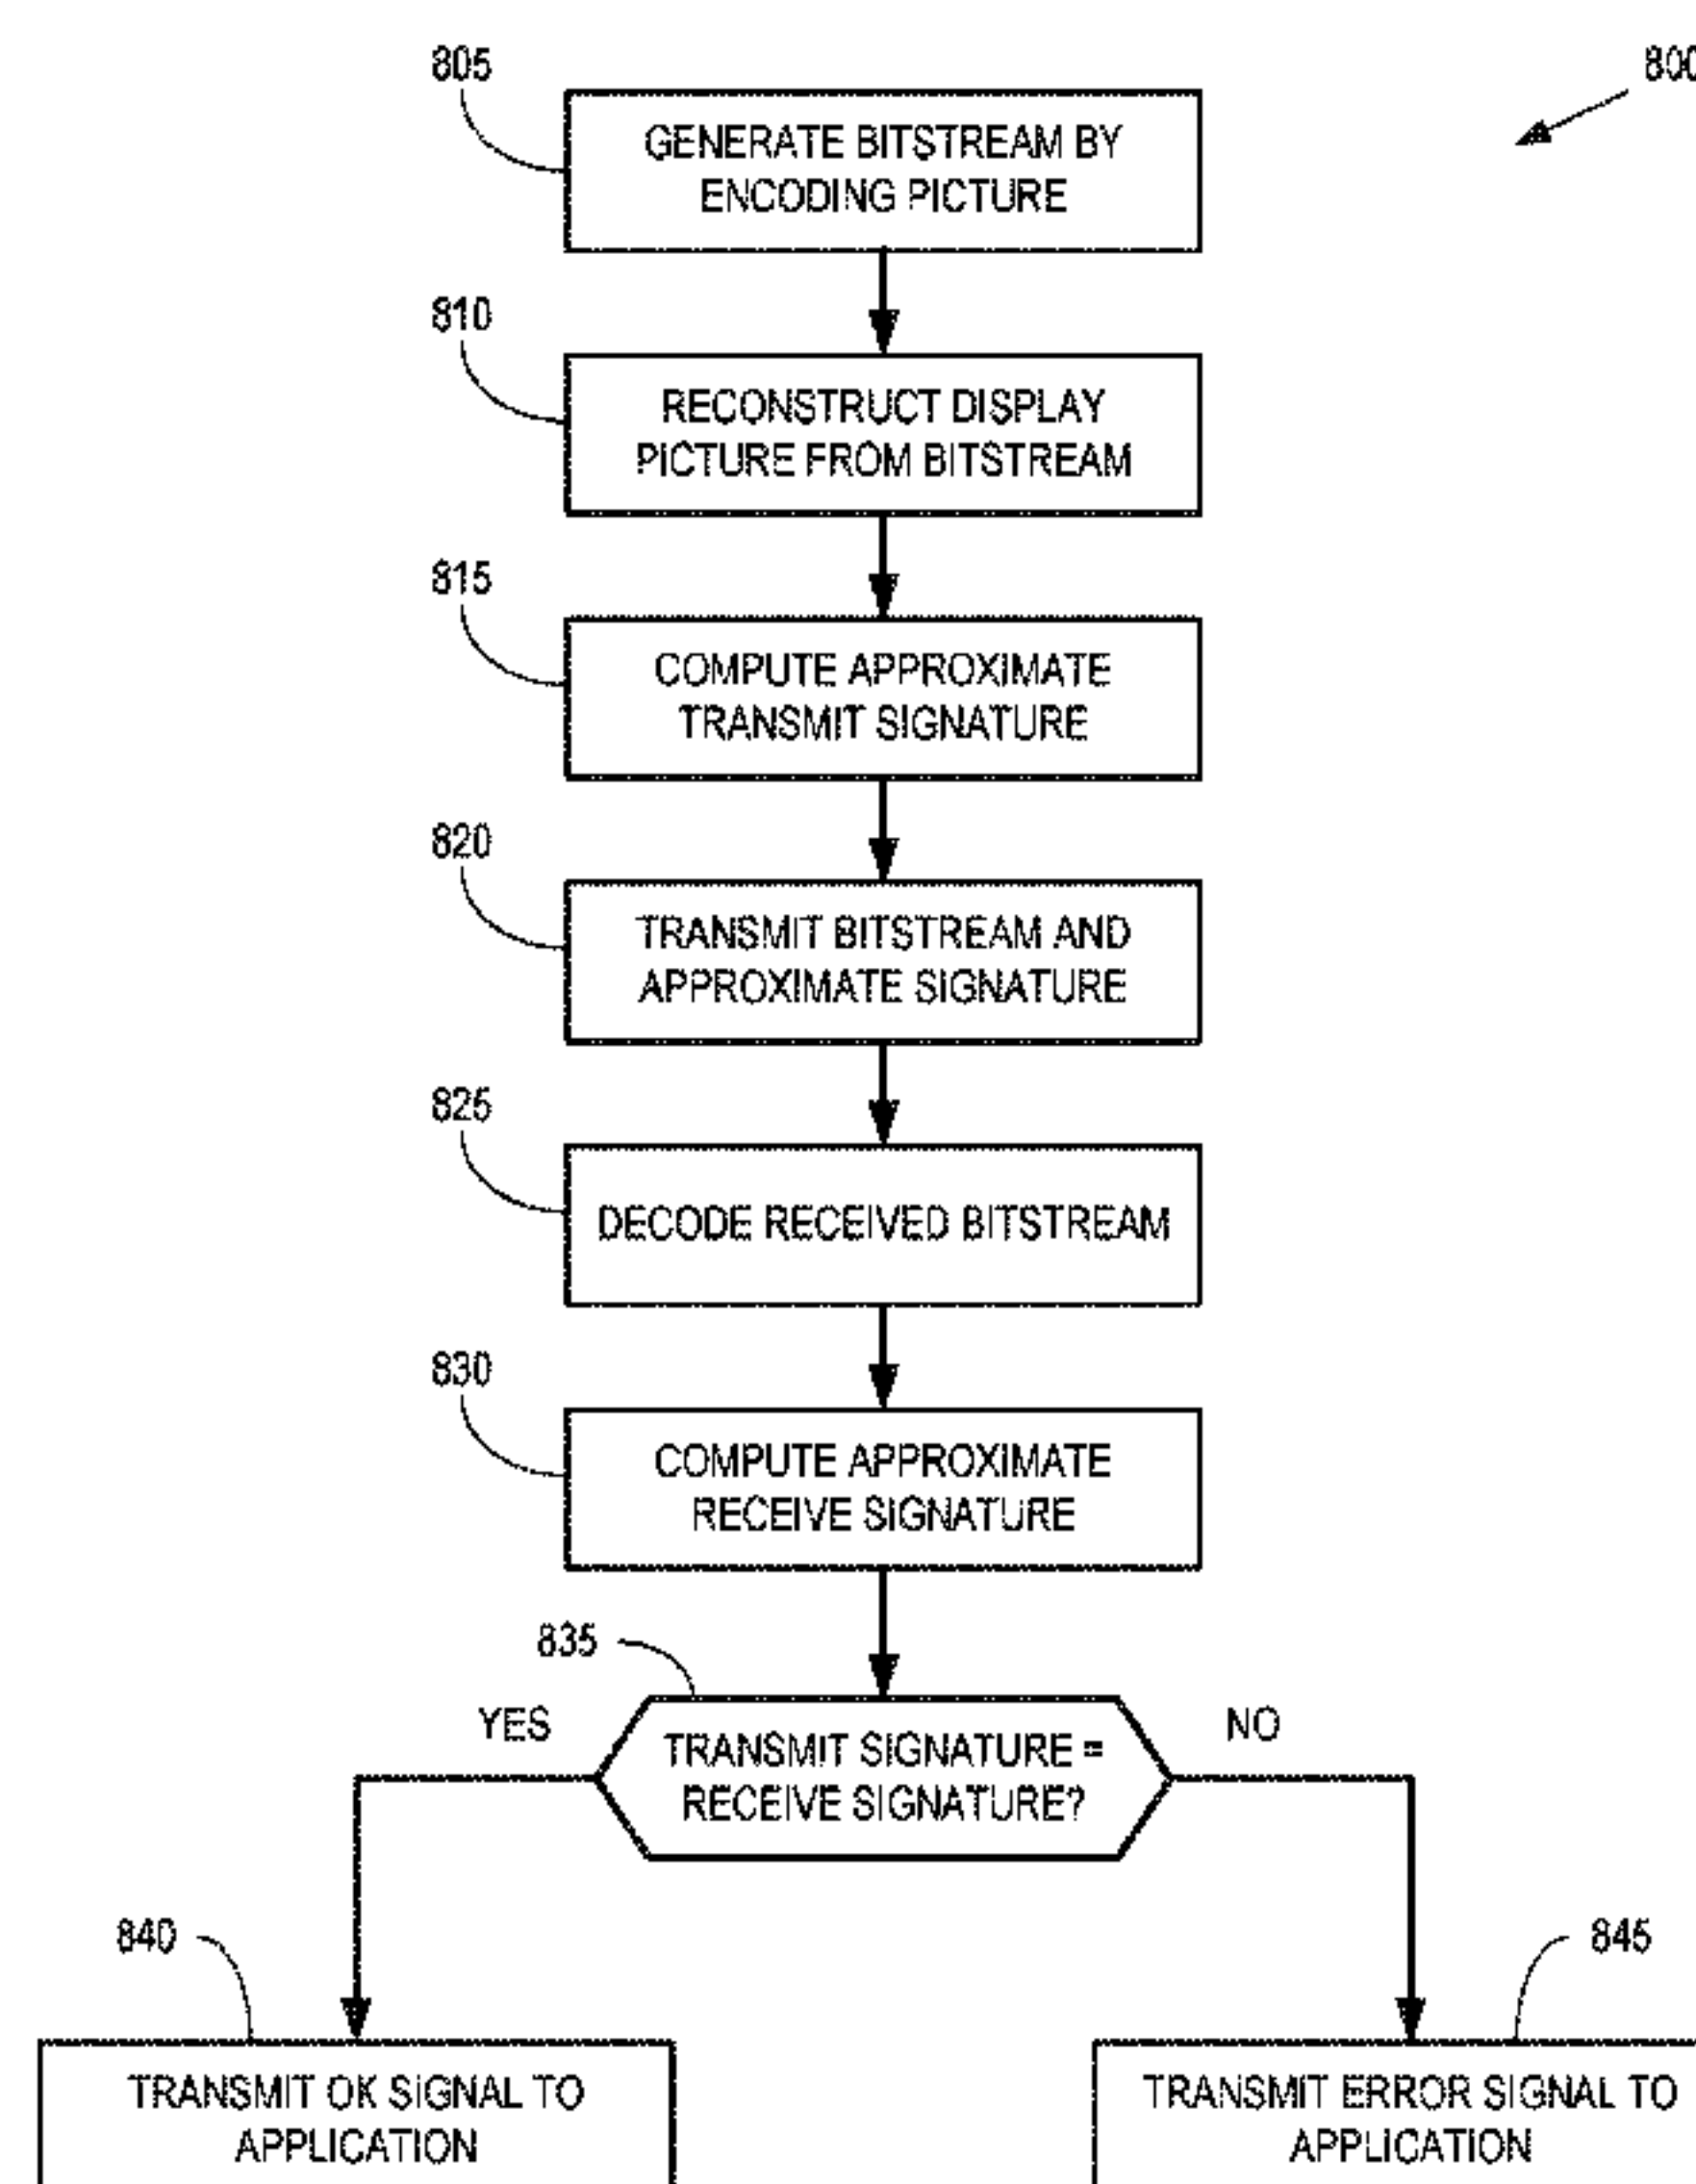 805
800
GENERATE BITSTREAM BY
ENCODING PICTURE
810
RECONSTRUCT DISPLAY
PICTURE FROM BITSTREAM
815
COMPUTE APPROXIMATE
TRANSMIT SIGNATURE
820
TRANSMIT BITSTREAM AND
APPROXIMATE SIGNATURE
825
DECODE RECEIVED BITSTREAM
830
COMPUTE APPROXIMATE
RECEIVE SIGNATURE
835
YES
NO
TRANSMIT SIGNATURE =
RECEIVE SIGNATURE?
840
845
TRANSMIT OK SIGNAL TO
APPLICATION
TRANSMIT ERROR SIGNAL TO
APPLICATION